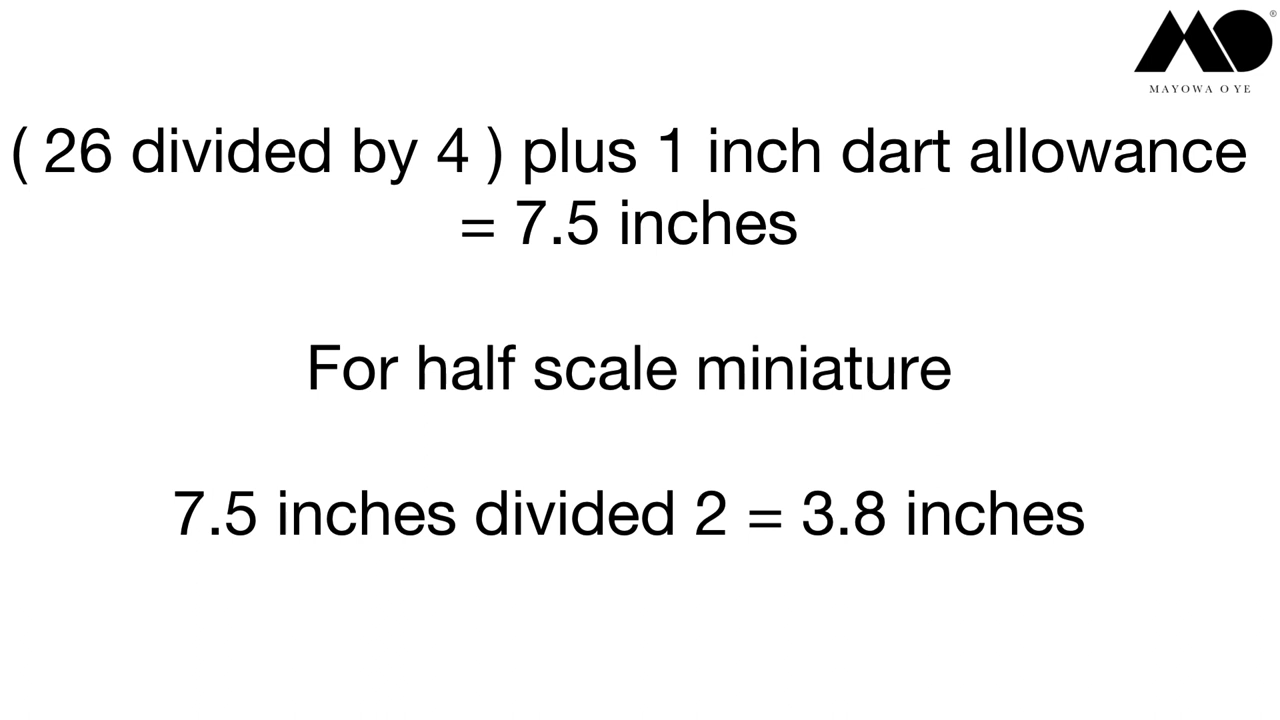 MAYOWA OYE
®
( 26 divided by 4 ) plus 1 inch dart allowance
= 7.5 inches
For half scale miniature
7.5 inches divided 2 = 3.8 inches